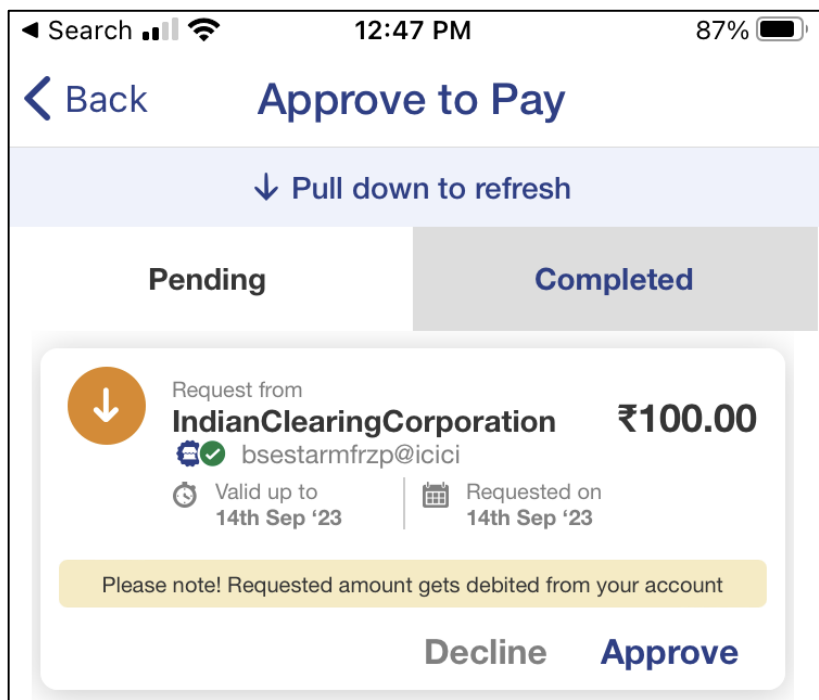 Search 12:47 PM 87%
Back Approve to Pay
Pull down to refresh
Pending Completed
Request from
IndianClearingCorporation ₹100.00
bsestarmfrzp@icici
Valid up to Requested on
14th Sep ‘23 14th Sep ‘23
Please note! Requested amount gets debited from your account
Decline Approve